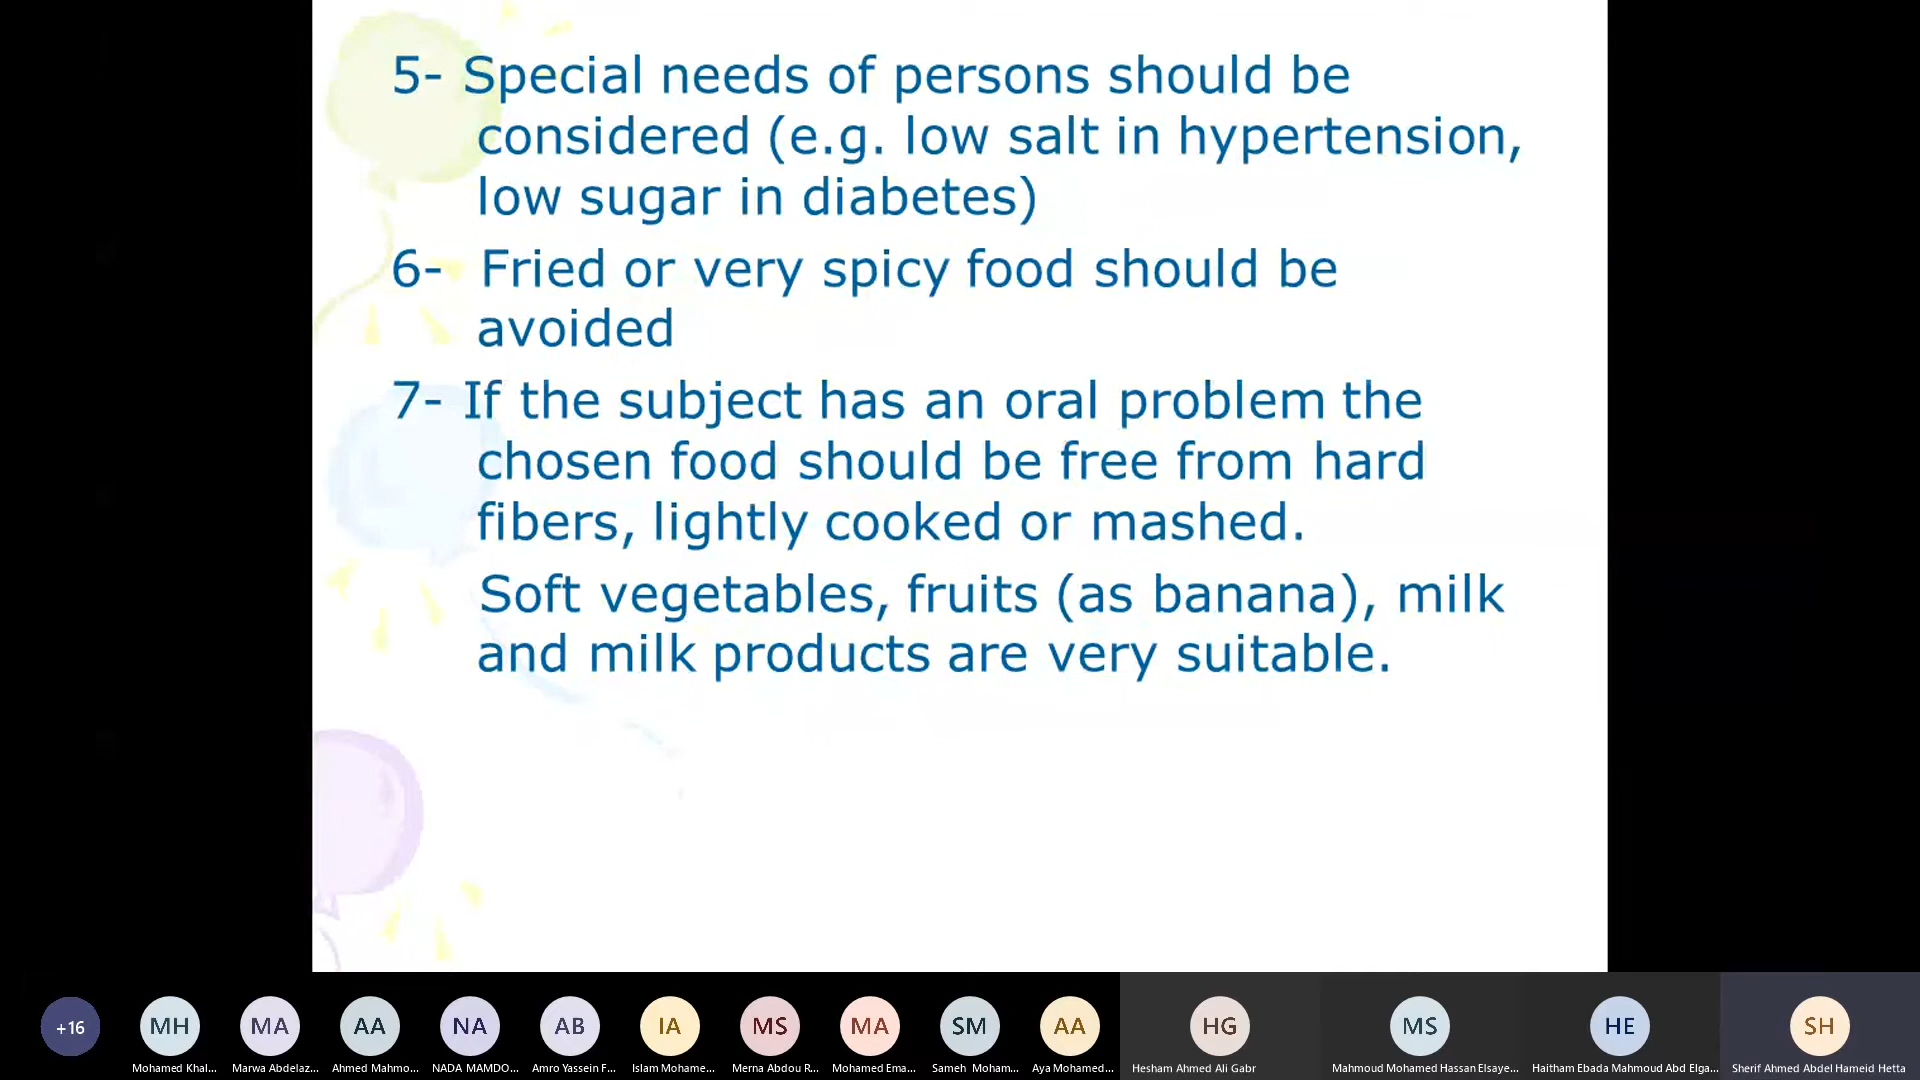 5- Special needs of persons should be
considered (e.g. low salt in hypertension,
low sugar in diabetes)
6- Fried or very spicy food should be
avoided
7- If the subject has an oral problem the
chosen food should be free from hard
fibers, lightly cooked or mashed.
Soft vegetables, fruits (as banana), milk
and milk products are very suitable.
+16 MH MA AA NA AB IA MS MA SM AA HG MS HE SH
Mohamed Khal... Marwa Abdelaz... Ahmed Mahmo... NADA MAMDO... Amro Yassein F... Islam Mohame... Merna Abdou R... Mohamed Ema... Sameh Moham... Aya Mohamed... Hesham Ahmed Ali Gabr Mahmoud Mohamed Hassan Elsaye... Haitham Ebada Mahmoud Abd Elga... Sherif Ahmed Abdel Hameid Hetta